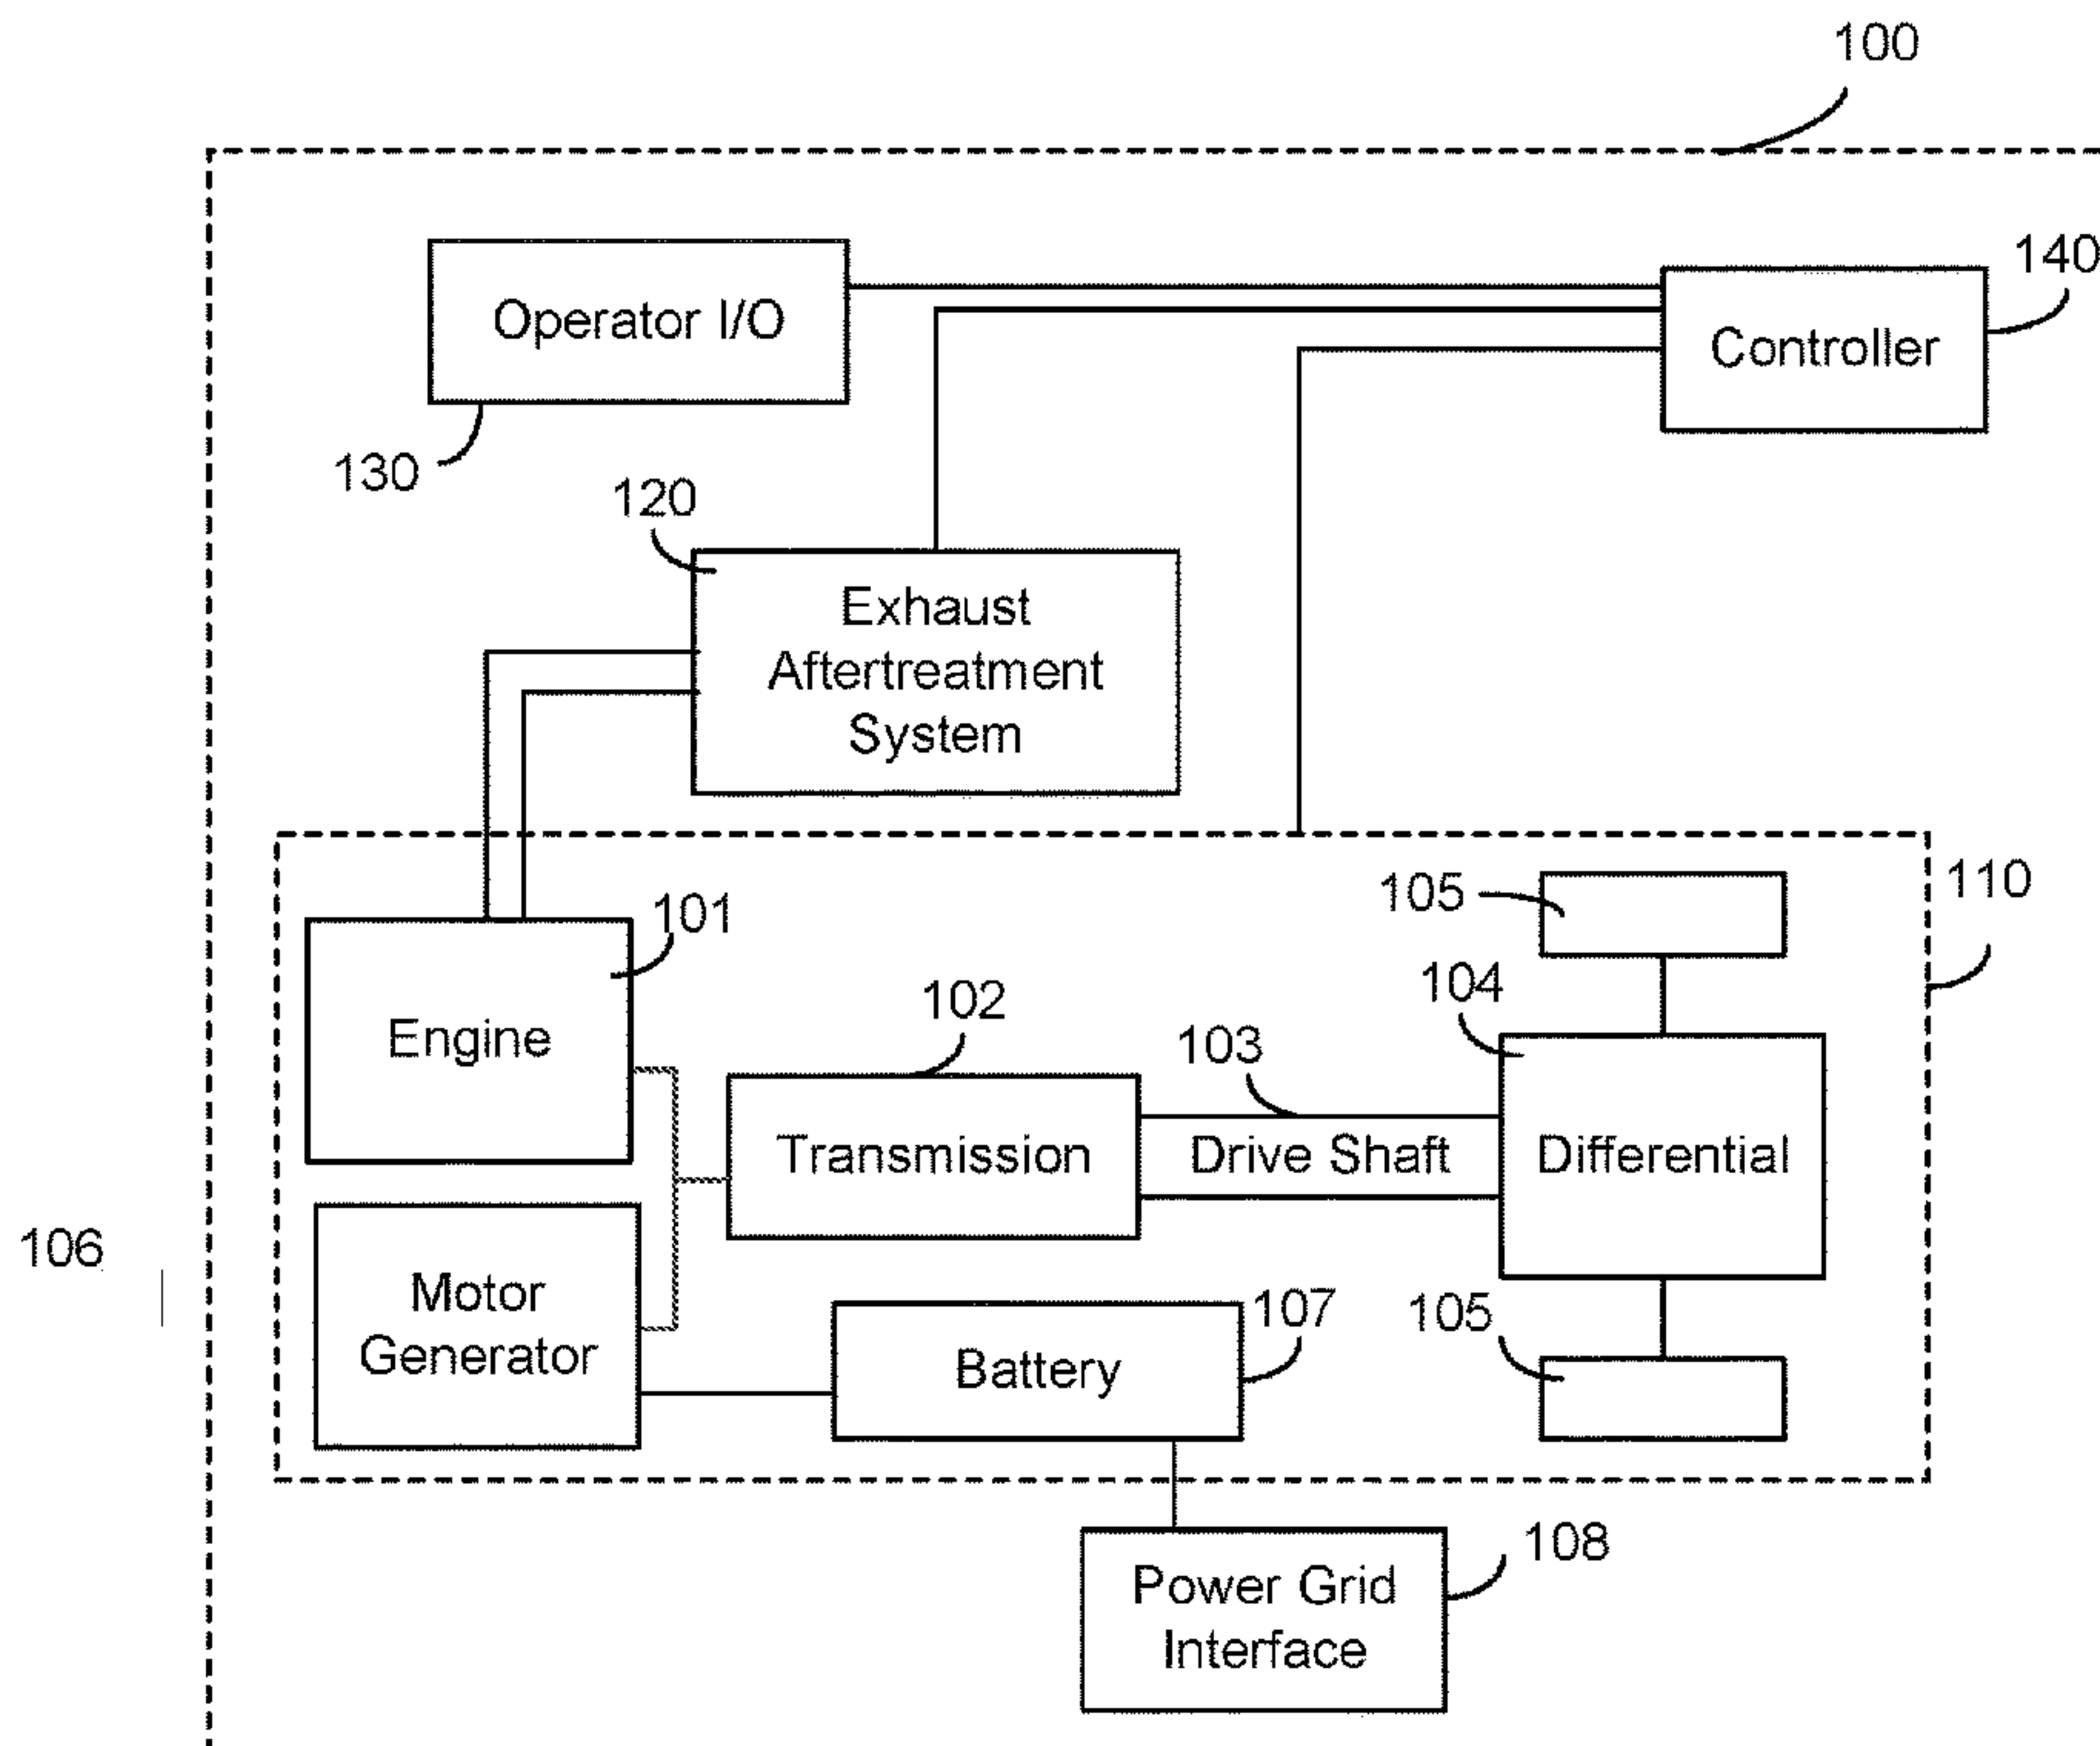 100
140
Operator I/O
Controller
130
120
Exhaust
Aftertreatment
System
110
105
101
104
102
103
Engine
Transmission
Drive Shaft
Differential
106
Motor
Generator
107
105
Battery
108
Power Grid
Interface